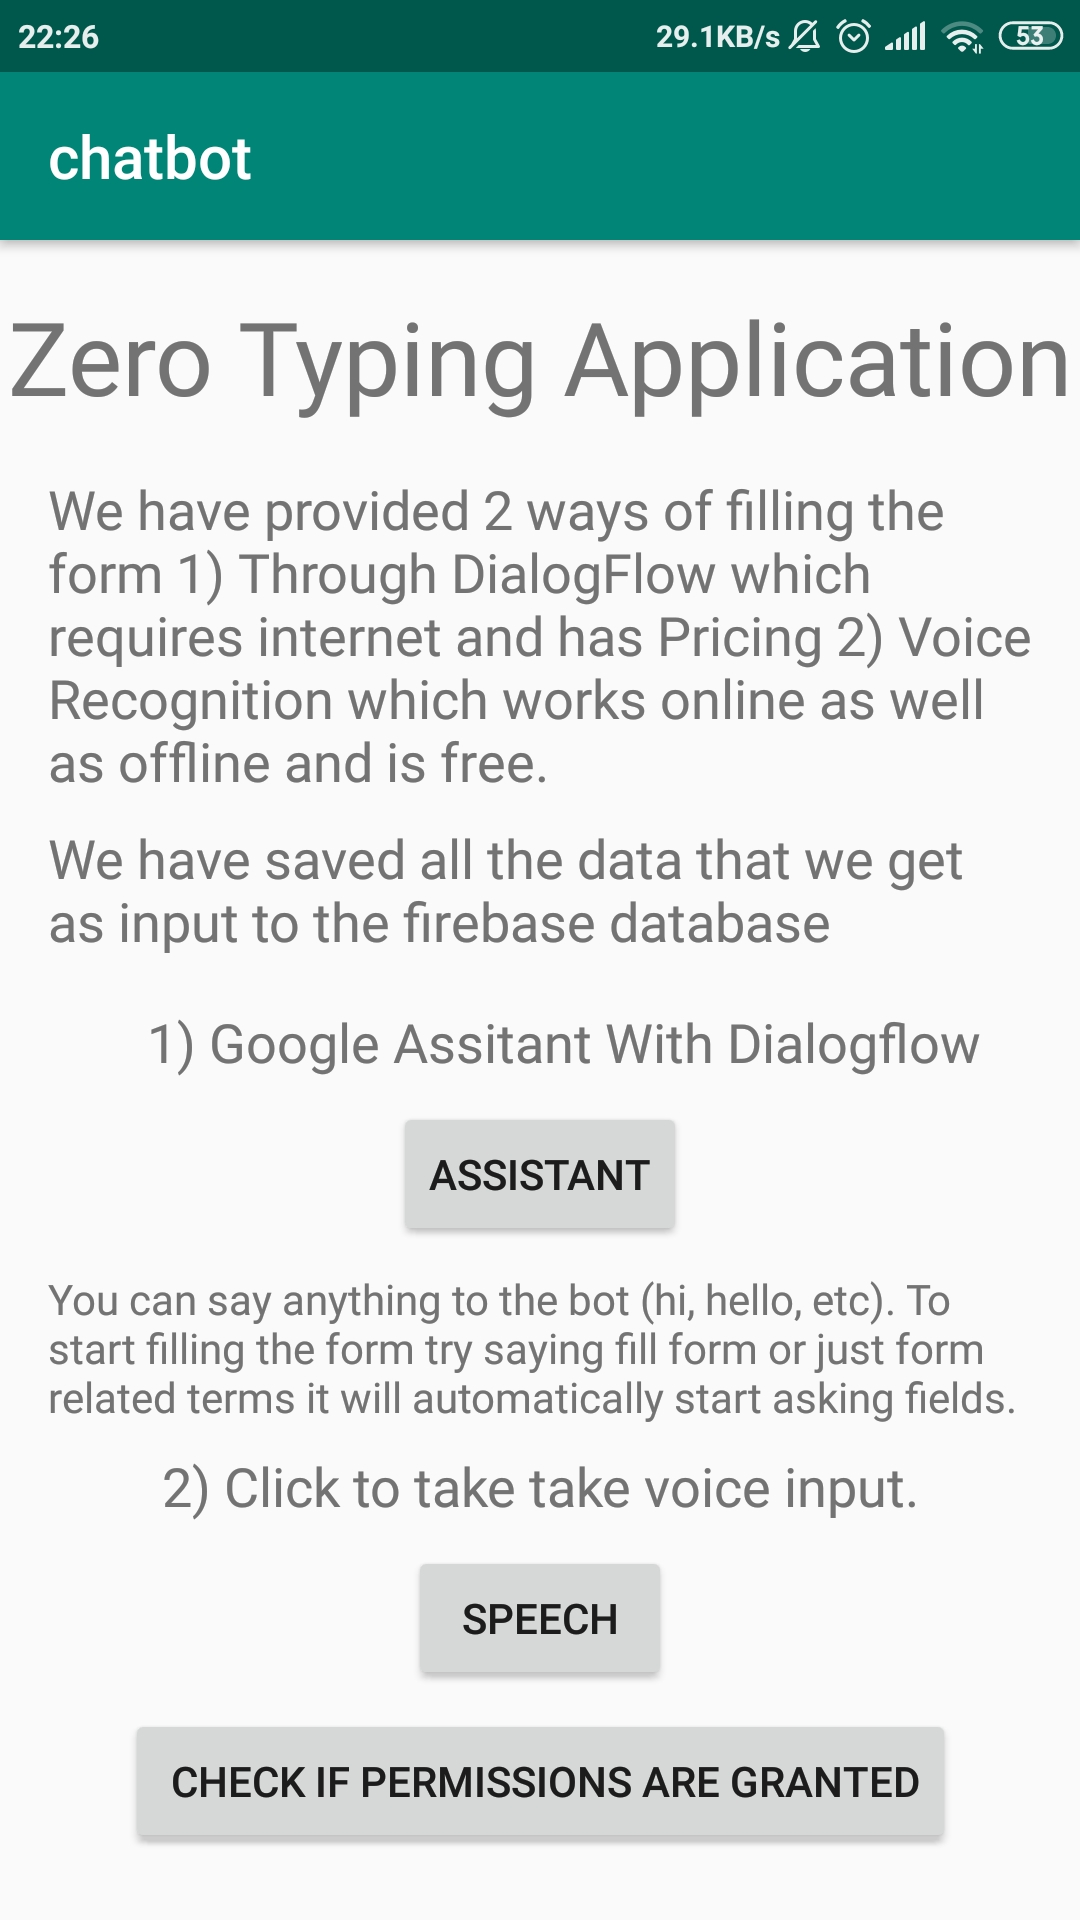 22:26 29.1KB/s 53
chatbot
Zero Typing Application
We have provided 2 ways of filling the
form 1) Through DialogFlow which
requires internet and has Pricing 2) Voice
Recognition which works online as well
as offline and is free.
We have saved all the data that we get
as input to the firebase database
1) Google Assitant With Dialogflow
ASSISTANT
You can say anything to the bot (hi, hello, etc). To
start filling the form try saying fill form or just form
related terms it will automatically start asking fields.
2) Click to take take voice input.
SPEECH
CHECK IF PERMISSIONS ARE GRANTED